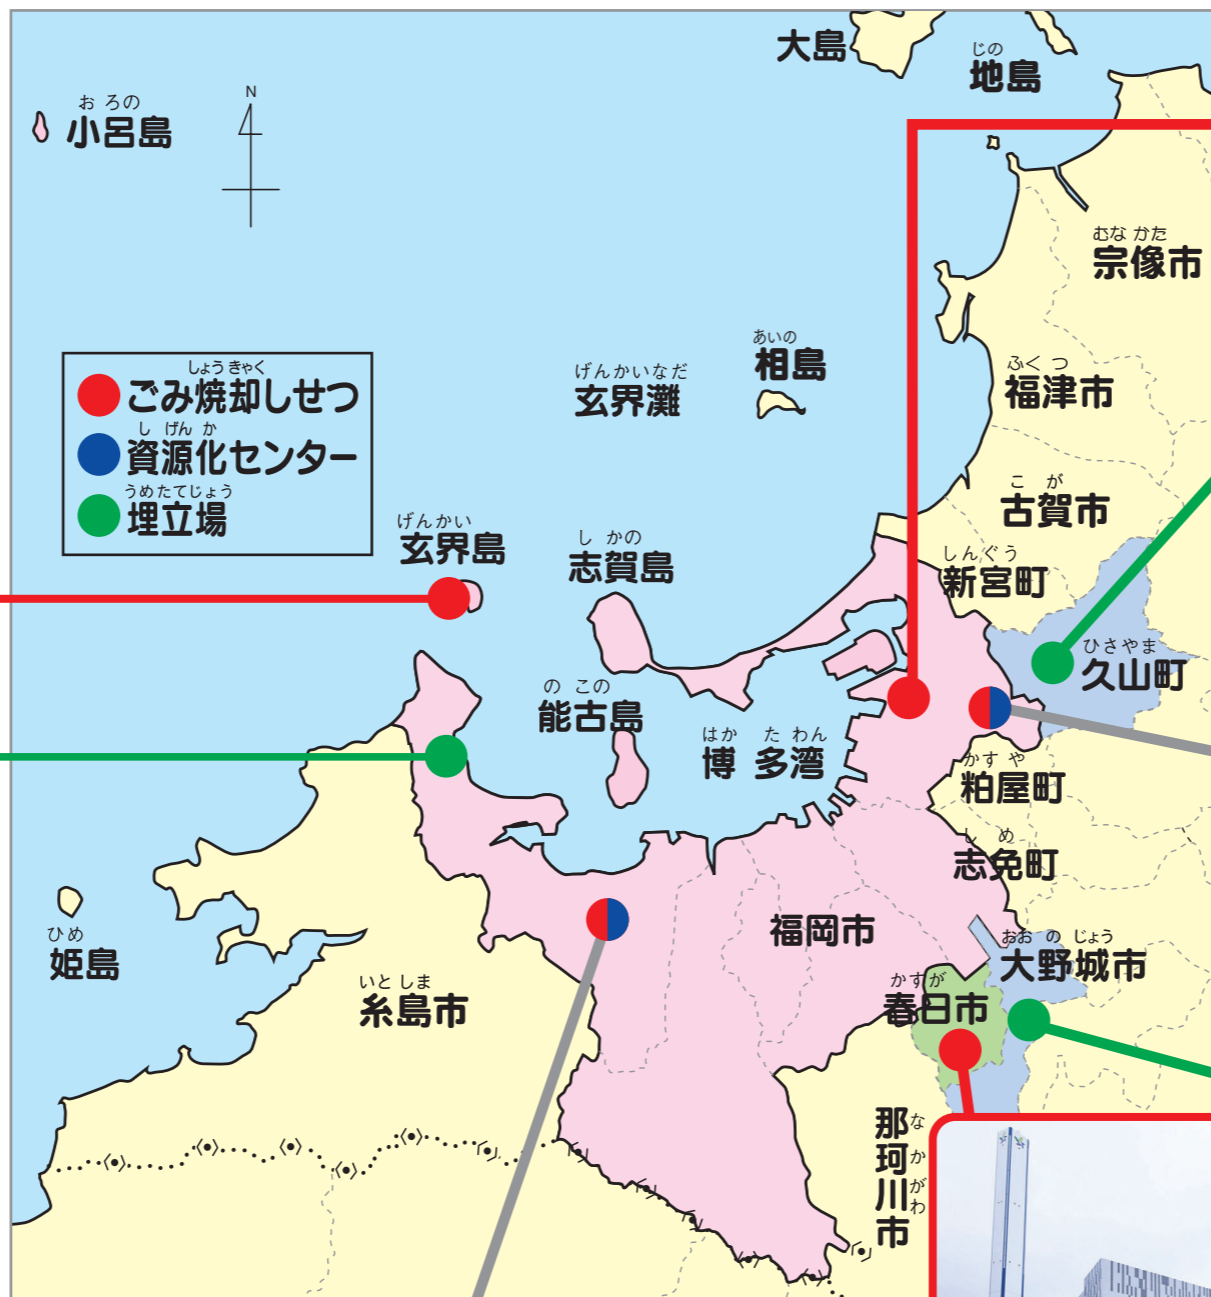 大島
じの
地島
おろの
小呂島
N
むなかた
宗像市
しょうきゃく
ごみ焼却しせつ
しげんか
資源化センター
うめたてじょう
埋立場
あいの
相島
げんかいなだ
玄界灘
ふくつ
福津市
こが
古賀市
げんかい
玄界島
しかの
志賀島
しんぐう
新宮町
ひさやま
久山町
のこの
能古島
はかたわん
博多湾
かすや
粕屋町
しめ
志免町
福岡市
おおのじょう
大野城市
ひめ
姫島
いとしま
糸島市
かすが
春日市
なかがわ
那珂川市